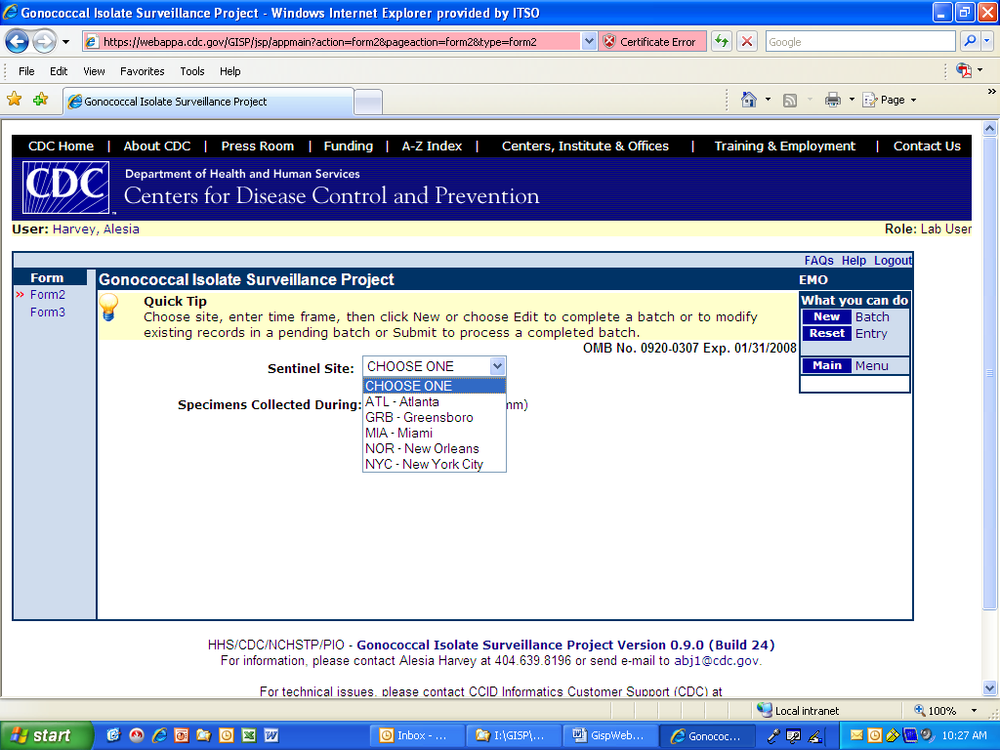 Gonococcal Isolate Surveillance Project - Windows Internet Explorer provided by ITSO
https://webappa.cdc.gov/GISP/jsp/appmain?action=form2&pageaction=form2&type=form2
Certificate Error
Google
File Edit View Favorites Tools Help
Gonococcal Isolate Surveillance Project
Page
»
CDC Home | About CDC | Press Room | Funding | A-Z Index | Centers, Institute & Offices | Training & Employment | Contact Us
CDC
™
Department of Health and Human Services
Centers for Disease Control and Prevention
User: Harvey, Alesia
Role: Lab User
FAQs Help Logout
Form
» Form2
Form3
Gonococcal Isolate Surveillance Project
EMO
Quick Tip
Choose site, enter time frame, then click New or choose Edit to complete a batch or to modify
existing records in a pending batch or Submit to process a completed batch.
OMB No. 0920-0307 Exp. 01/31/2008
What you can do
New Batch
Reset Entry
Main Menu
Sentinel Site: CHOOSE ONE
CHOOSE ONE
ATL - Atlanta
GRB - Greensboro
MIA - Miami
NOR - New Orleans
NYC - New York City
Specimens Collected During:
mm)
HHS/CDC/NCHSTP/PIO - Gonococcal Isolate Surveillance Project Version 0.9.0 (Build 24)
For information, please contact Alesia Harvey at 404.639.8196 or send e-mail to abj1@cdc.gov.
For technical issues, please contact CCID Informatics Customer Support (CDC) at
Local intranet
100%
start
Inbox - ...
I:\GISP\...
GispWeb...
Gonococ...
10:27 AM